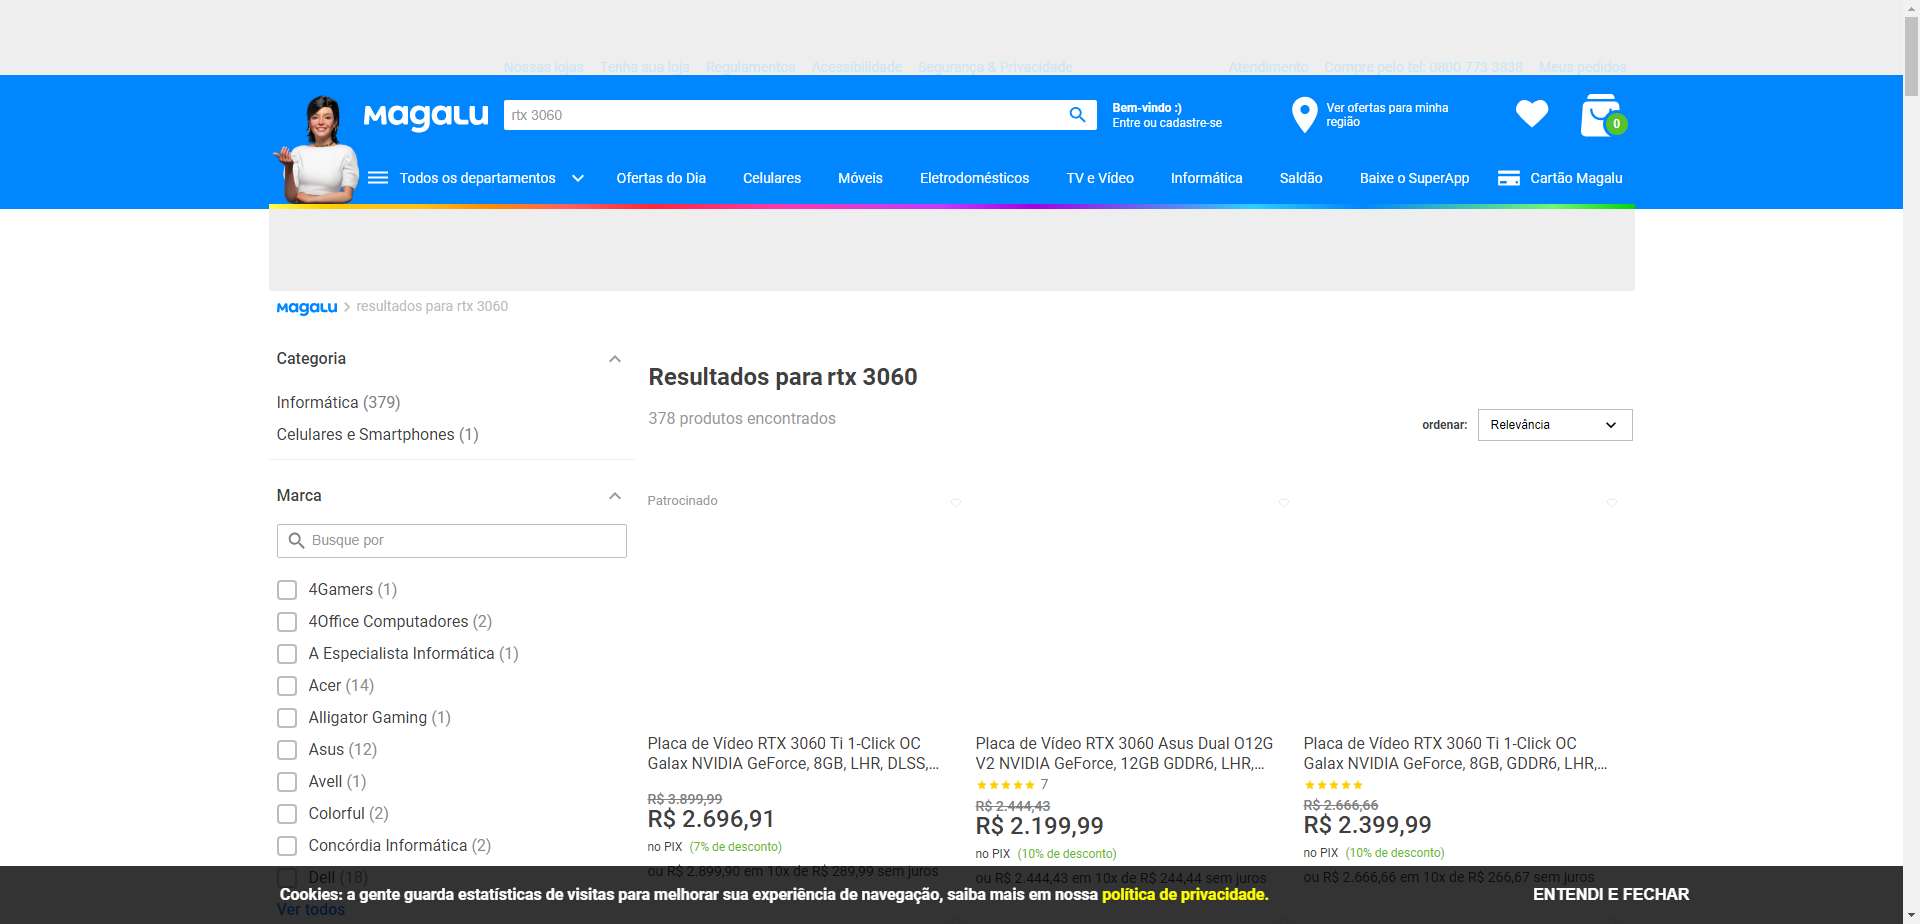 Nossas lojas Tenha sua loja Regulamentos Acessibilidade Segurança & Privacidade Atendimento Compre pelo tel: 0800 773 3838 Meus pedidos
Magalu
rtx 3060
Bem-vindo :)
Entre ou cadastre-se
Ver ofertas para minha
região
0
Todos os departamentos Ofertas do Dia Celulares Móveis Eletrodomésticos TV e Vídeo Informática Saldão Baixe o SuperApp Cartão Magalu
Magalu resultados para rtx 3060
Categoria
Informática (379)
Celulares e Smartphones (1)
Marca
Busque por
4Gamers (1)
4Office Computadores (2)
A Especialista Informática (1)
Acer (14)
Alligator Gaming (1)
Asus (12)
Avell (1)
Colorful (2)
Concórdia Informática (2)
Dell (18)
Ver todos
Resultados para rtx 3060
378 produtos encontrados
ordenar: Relevância
Patrocinado
Placa de Vídeo RTX 3060 Ti 1-Click OC
Galax NVIDIA GeForce, 8GB, LHR, DLSS,...
R$ 3.899,99
R$ 2.696,91
no PIX (7% de desconto)
ou R$ 2.899,90 em 10x de R$ 289,99 sem juros
Placa de Vídeo RTX 3060 Asus Dual O12G
V2 NVIDIA GeForce, 12GB GDDR6, LHR,...
7
R$ 2.444,43
R$ 2.199,99
no PIX (10% de desconto)
ou R$ 2.444,43 em 10x de R$ 244,44 sem juros
Placa de Vídeo RTX 3060 Ti 1-Click OC
Galax NVIDIA GeForce, 8GB, GDDR6, LHR,...
R$ 2.666,66
R$ 2.399,99
no PIX (10% de desconto)
ou R$ 2.666,66 em 10x de R$ 266,67 sem juros
Cookies: a gente guarda estatísticas de visitas para melhorar sua experiência de navegação, saiba mais em nossa política de privacidade.
ENTENDI E FECHAR